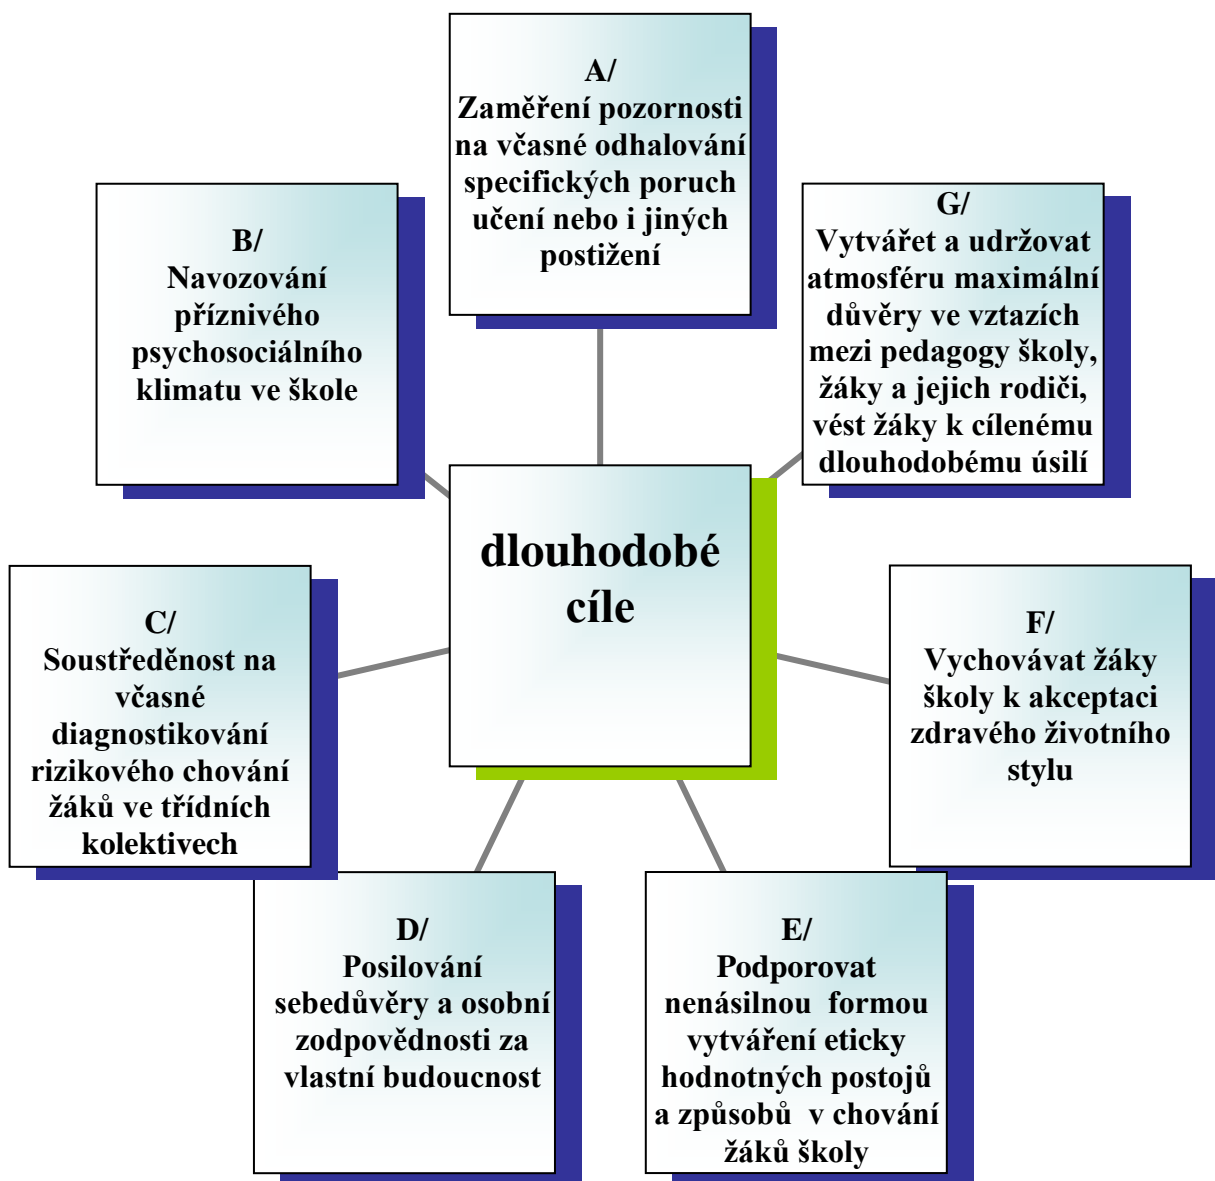 A/
Zaměření pozornosti
na včasné odhalování
specifických poruch
učení nebo i jiných
postižení
B/
Navozování
příznivého
psychosociálního
klimatu ve škole
G/
Vytvářet a udržovat
atmosféru maximální
důvěry ve vztazích
mezi pedagogy školy,
žáky a jejich rodiči,
vést žáky k cílenému
dlouhodobému úsilí
dlouhodobé
cíle
C/
Soustředěnost na
včasné
diagnostikování
rizikového chování
žáků ve třídních
kolektivech
F/
Vychovávat žáky
školy k akceptaci
zdravého životního
stylu
D/
Posilování
sebedůvěry a osobní
zodpovědnosti za
vlastní budoucnost
E/
Podporovat
nenásilnou formou
vytváření eticky
hodnotných postojů
a způsobů v chování
žáků školy